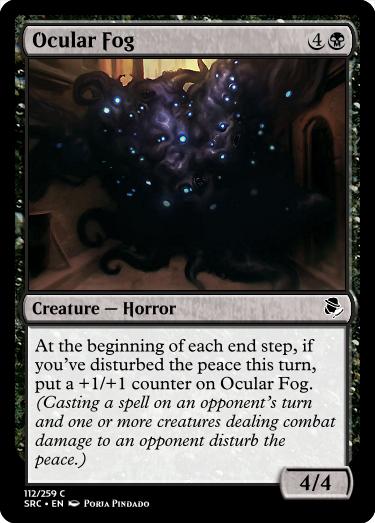 Ocular Fog 4
Creature — Horror
At the beginning of each end step, if
you've disturbed the peace this turn,
put a +1/+1 counter on Ocular Fog.
(Casting a spell on an opponent's turn
and one or more creatures dealing combat
damage to an opponent disturb the
peace.)
4/4
112/259 C
SRC • EN Porja Pindado